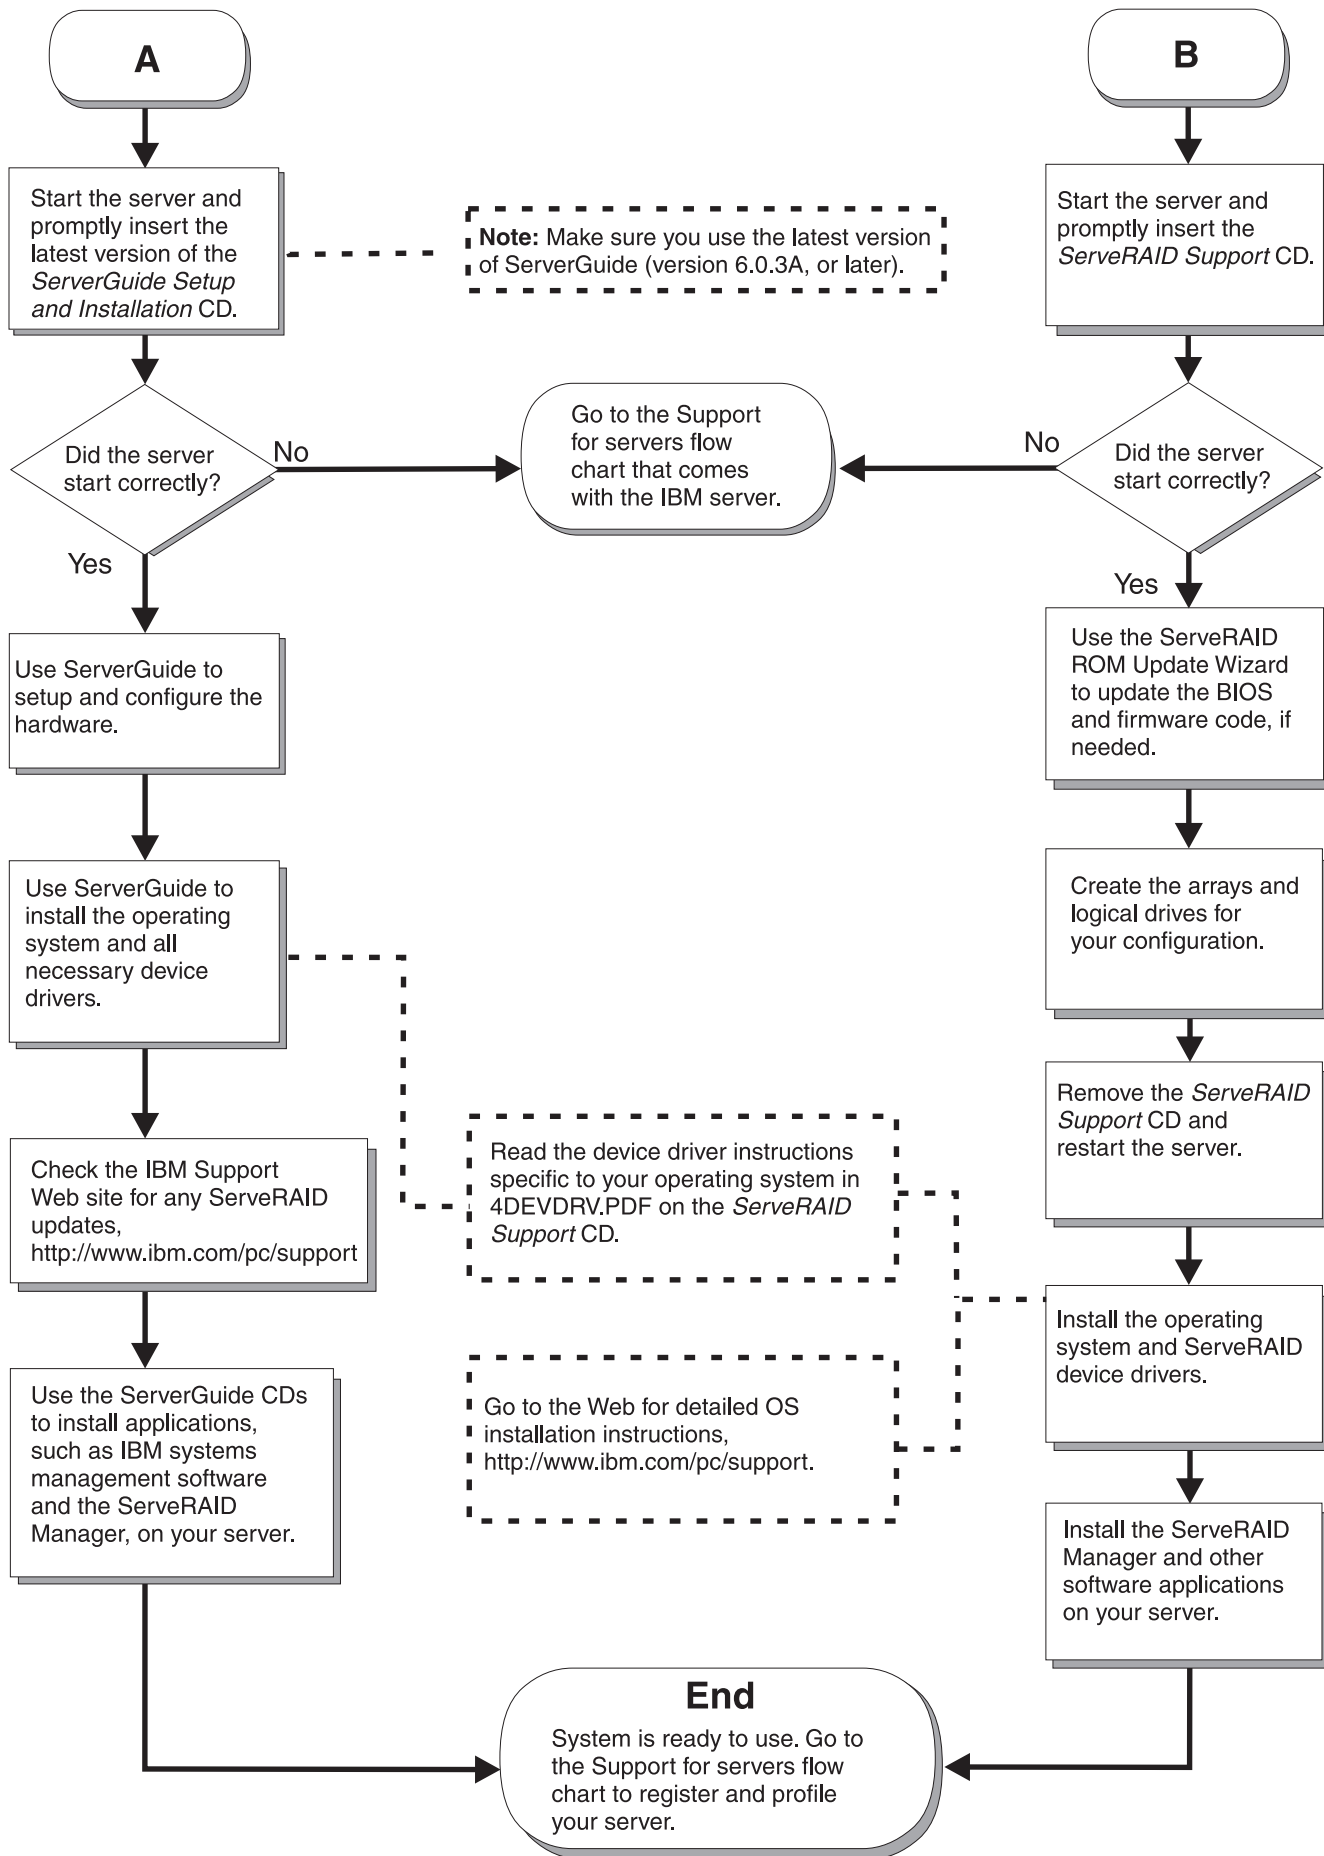 A
Start the server and
promptly insert the
latest version of the
ServerGuide Setup
and Installation CD.
Note: Make sure you use the latest version
of ServerGuide (version 6.0.3A, or later).
Did the server
start correctly?
No
Yes
Go to the Support
for servers flow
chart that comes
with the IBM server.
Use ServerGuide to
setup and configure the
hardware.
Use ServerGuide to
install the operating
system and all
necessary device
drivers.
Check the IBM Support
Web site for any ServeRAID
updates,
http://www.ibm.com/pc/support
Use the ServerGuide CDs
to install applications,
such as IBM systems
management software
and the ServeRAID
Manager, on your server.
Read the device driver instructions
specific to your operating system in
4DEVDRV.PDF on the ServeRAID
Support CD.
Go to the Web for detailed OS
installation instructions,
http://www.ibm.com/pc/support.
B
Start the server and
promptly insert the
ServeRAID Support CD.
No
Did the server
start correctly?
Yes
Use the ServeRAID
ROM Update Wizard
to update the BIOS
and firmware code, if
needed.
Create the arrays and
logical drives for
your configuration.
Remove the ServeRAID
Support CD and
restart the server.
Install the operating
system and ServeRAID
device drivers.
Install the ServeRAID
Manager and other
software applications
on your server.
End
System is ready to use. Go to
the Support for servers flow
chart to register and profile
your server.